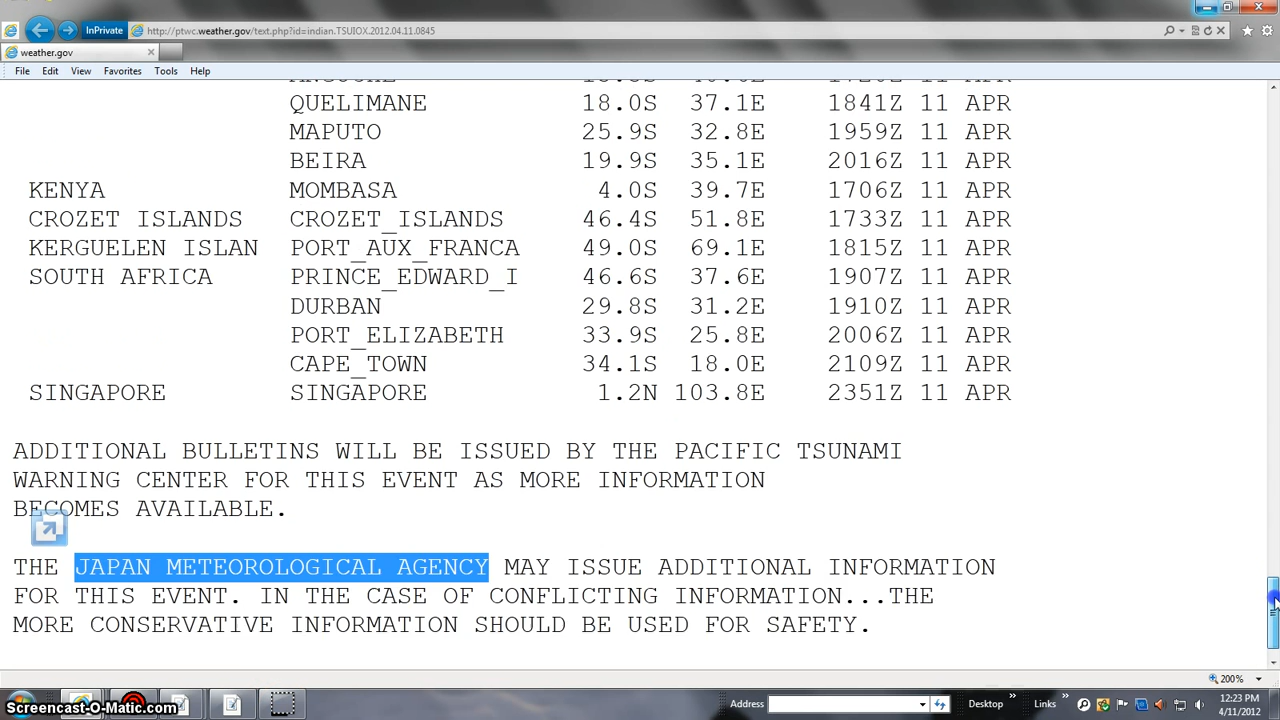 InPrivate http://ptwc.weather.gov/text.php?id=indian.TSUIOX.2012.04.11.0845
weather.gov
File Edit View Favorites Tools Help
QUELIMANE 18.0S 37.1E 1841Z 11 APR
MAPUTO 25.9S 32.8E 1959Z 11 APR
BEIRA 19.9S 35.1E 2016Z 11 APR
KENYA MOMBASA 4.0S 39.7E 1706Z 11 APR
CROZET ISLANDS CROZET_ISLANDS 46.4S 51.8E 1733Z 11 APR
KERGUELEN ISLAN PORT_AUX_FRANCA 49.0S 69.1E 1815Z 11 APR
SOUTH AFRICA PRINCE_EDWARD_I 46.6S 37.6E 1907Z 11 APR
DURBAN 29.8S 31.2E 1910Z 11 APR
PORT_ELIZABETH 33.9S 25.8E 2006Z 11 APR
CAPE_TOWN 34.1S 18.0E 2109Z 11 APR
SINGAPORE SINGAPORE 1.2N 103.8E 2351Z 11 APR
ADDITIONAL BULLETINS WILL BE ISSUED BY THE PACIFIC TSUNAMI
WARNING CENTER FOR THIS EVENT AS MORE INFORMATION
BECOMES AVAILABLE.
THE JAPAN METEOROLOGICAL AGENCY MAY ISSUE ADDITIONAL INFORMATION
FOR THIS EVENT. IN THE CASE OF CONFLICTING INFORMATION...THE
MORE CONSERVATIVE INFORMATION SHOULD BE USED FOR SAFETY.
200%
Screencast-O-Matic.com Address Desktop » Links » 12:23 PM
4/11/2012